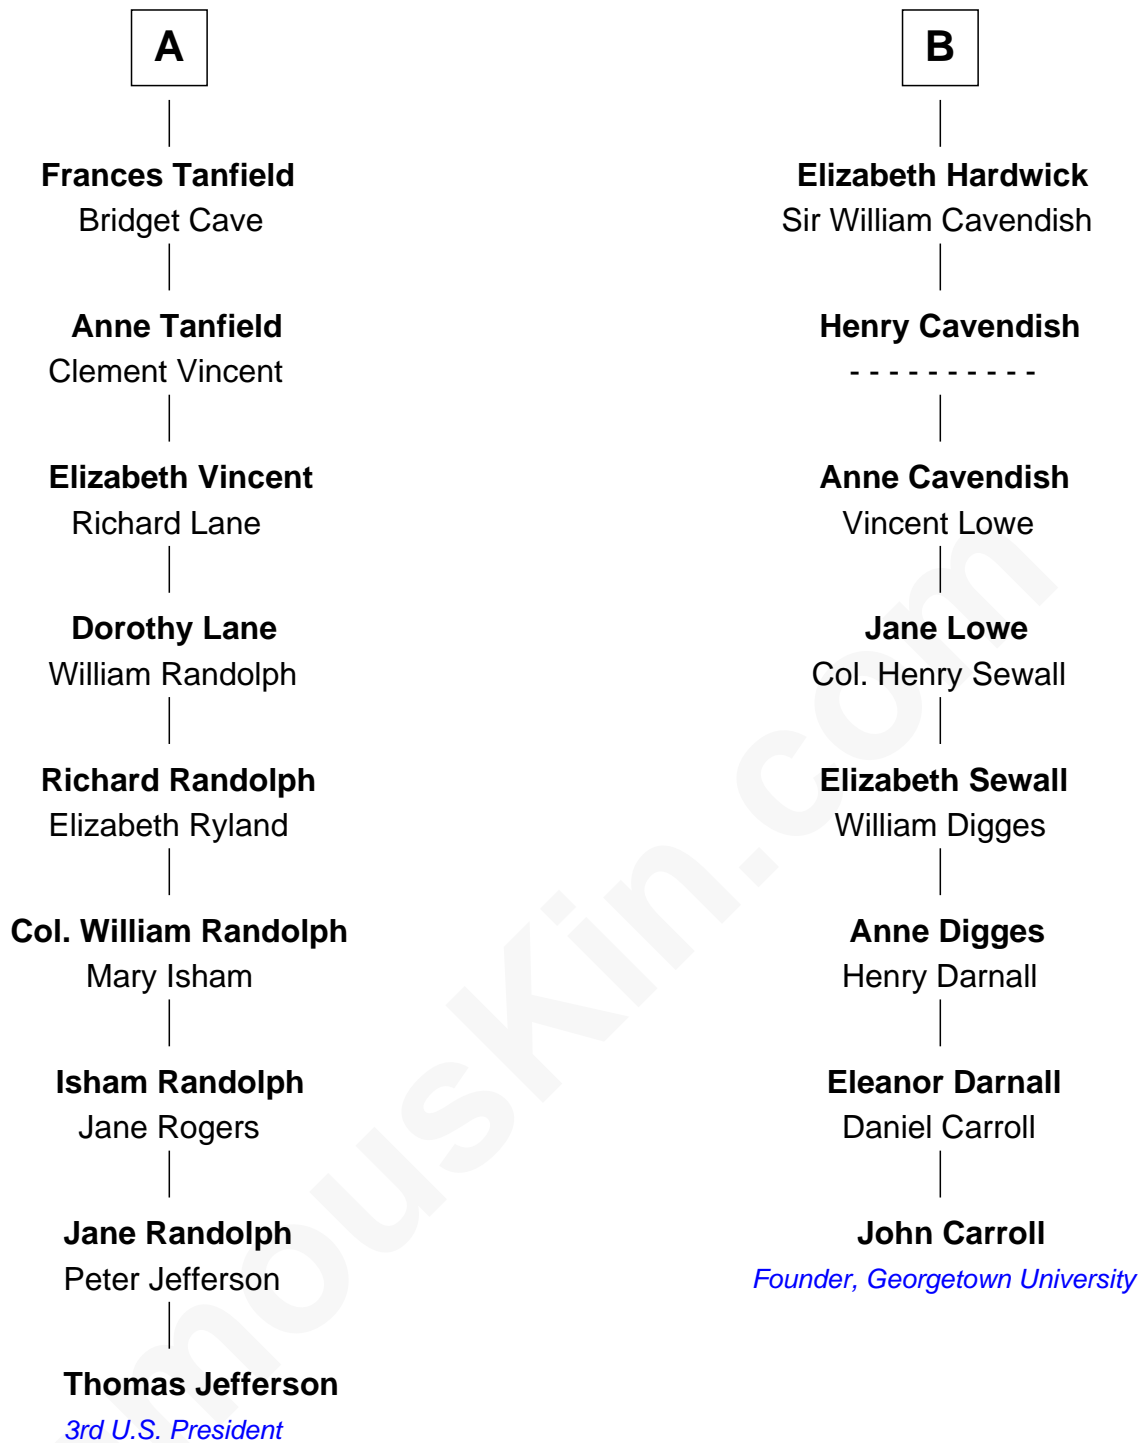 A
Frances Tanfield
Bridget Cave
Anne Tanfield
Clement Vincent
Elizabeth Vincent
Richard Lane
Dorothy Lane
William Randolph
Richard Randolph
Elizabeth Ryland
Col. William Randolph
Mary Isham
Isham Randolph
Jane Rogers
Jane Randolph
Peter Jefferson
Thomas Jefferson
3rd U.S. President
B
Elizabeth Hardwick
Sir William Cavendish
Henry Cavendish
- - - - - - - - - -
Anne Cavendish
Vincent Lowe
Jane Lowe
Col. Henry Sewall
Elizabeth Sewall
William Digges
Anne Digges
Henry Darnall
Eleanor Darnall
Daniel Carroll
John Carroll
Founder, Georgetown University
mouskin.com